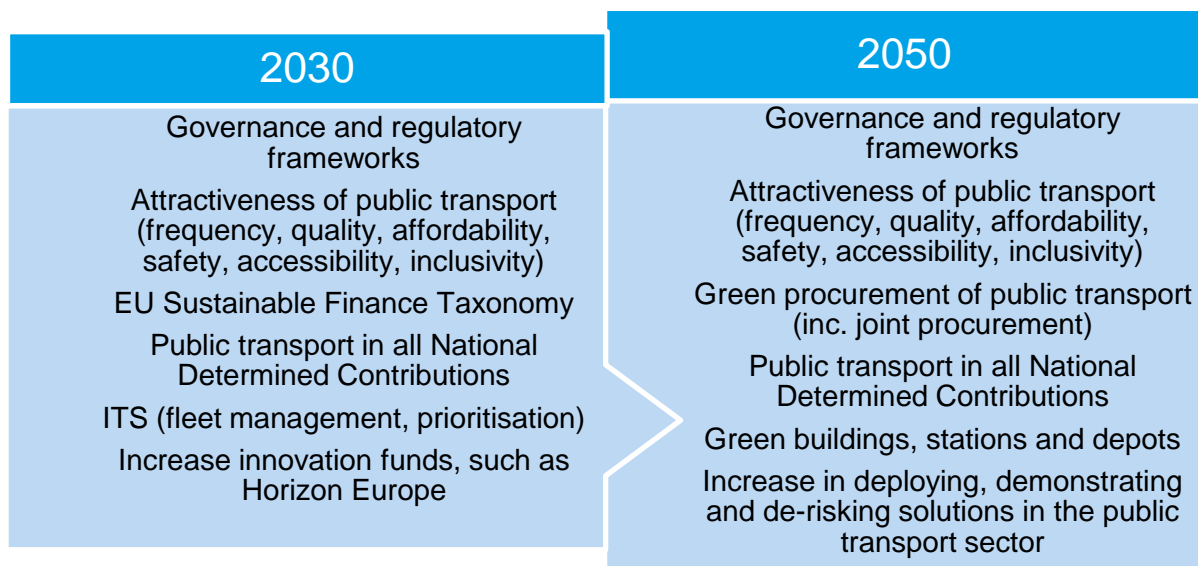 2030
Governance and regulatory
frameworks
Attractiveness of public transport
(frequency, quality, affordability,
safety, accessibility, inclusivity)
EU Sustainable Finance Taxonomy
Public transport in all National
Determined Contributions
ITS (fleet management, prioritisation)
Increase innovation funds, such as
Horizon Europe
2050
Governance and regulatory
frameworks
Attractiveness of public transport
(frequency, quality, affordability,
safety, accessibility, inclusivity)
Green procurement of public transport
(inc. joint procurement)
Public transport in all National
Determined Contributions
Green buildings, stations and depots
Increase in deploying, demonstrating
and de-risking solutions in the public
transport sector